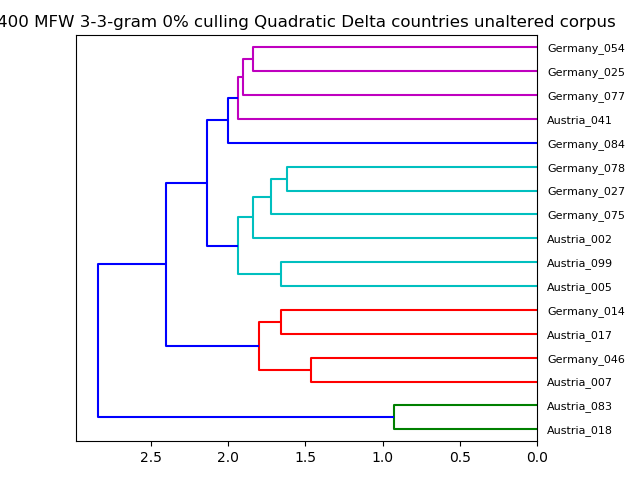 400 MFW 3-3-gram 0% culling Quadratic Delta countries unaltered corpus
Germany_054
Germany_025
Germany_077
Austria_041
Germany_084
Germany_078
Germany_027
Germany_075
Austria_002
Austria_099
Austria_005
Germany_014
Austria_017
Germany_046
Austria_007
Austria_083
Austria_018
2.5 2.0 1.5 1.0 0.5 0.0